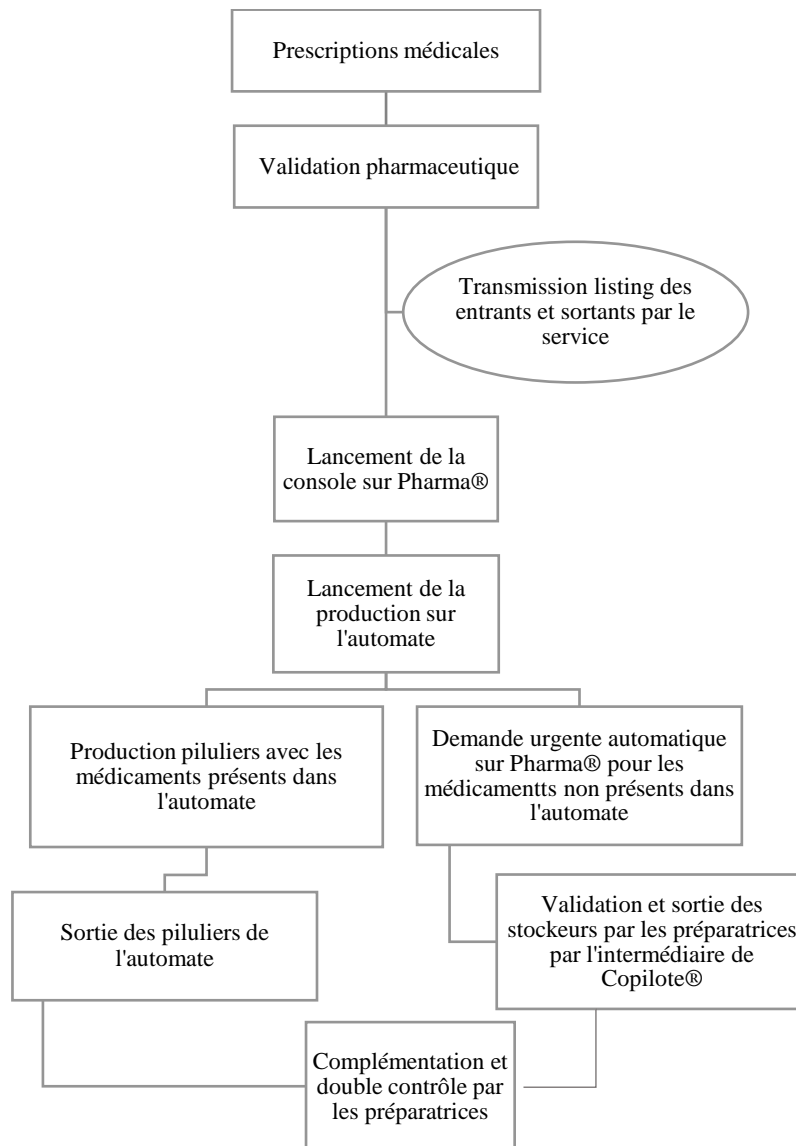 Prescriptions médicales
Validation pharmaceutique
Transmission listing des
entrants et sortants par le
service
Lancement de la
console sur Pharma®
Lancement de la
production sur
l'automate
Production piluliers avec les
médicaments présents dans
l'automate
Demande urgente automatique
sur Pharma® pour les
médicamentts non présents dans
l'automate
Sortie des piluliers de
l'automate
Validation et sortie des
stockeurs par les préparatrices
par l'intermédiaire de
Copilote®
Complémentation et
double contrôle par
les préparatrices